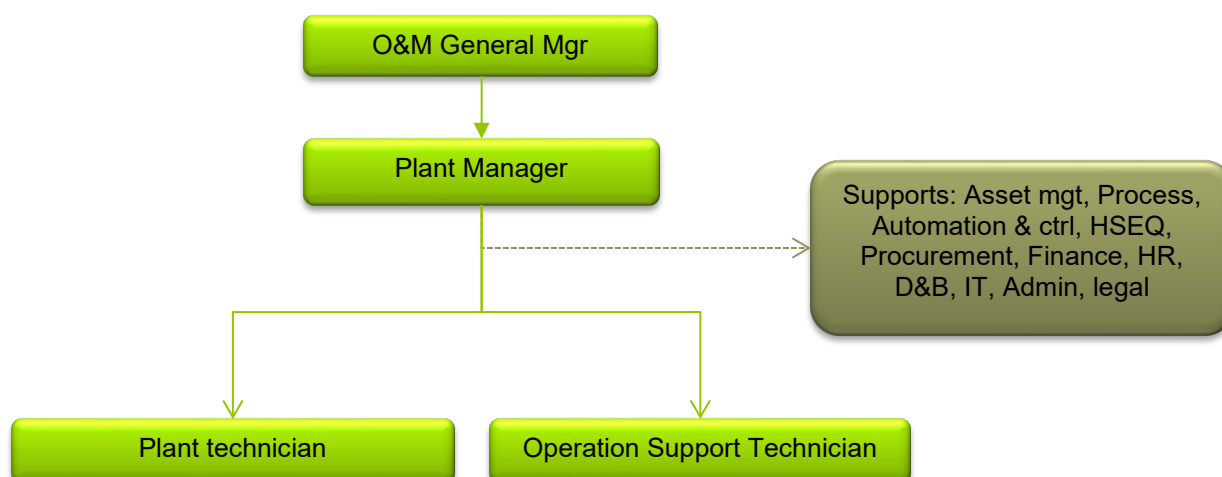 O&M General Mgr
Plant Manager
Supports: Asset mgt, Process,
Automation & ctrl, HSEQ,
Procurement, Finance, HR,
D&B, IT, Admin, legal
Plant technician
Operation Support Technician